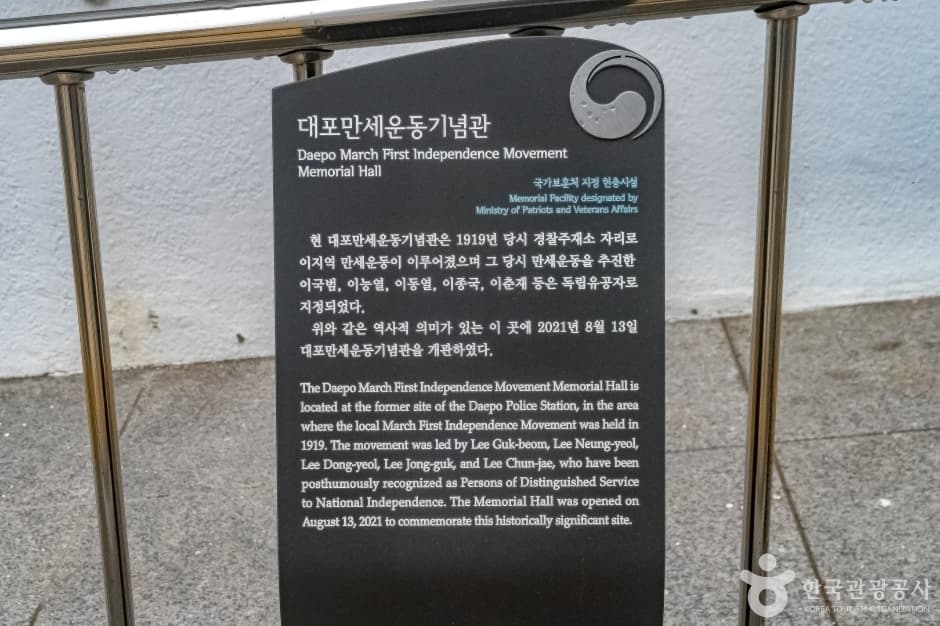 대포만세운동기념관
Daepo March First Independence Movement
Memorial Hall
국가보훈처 지정 현충시설
Memorial Facility designated by
Ministry of Patriots and Veterans Affairs
현 대포만세운동기념관은 1919년 당시 경찰주재소 자리로
이지역 만세운동이 이루어졌으며 그 당시 만세운동을 추진한
이국범, 이능열, 이동열, 이종국, 이춘재 등은 독립유공자로
지정되었다.
위와 같은 역사적 의미가 있는 이 곳에 2021년 8월 13일
대포만세운동기념관을 개관하였다.
The Daepo March First Independence Movement Memorial Hall is
located at the former site of the Daepo Police Station, in the area
where the local March First Independence Movement was held in
1919. The movement was led by Lee Guk-beom, Lee Neung-yeol,
Lee Dong-yeol, Lee Jong-guk, and Lee Chun-jae, who have been
posthumously recognized as Persons of Distinguished Service
to National Independence. The Memorial Hall was opened on
August 13, 2021 to commemorate this historically significant site.
한국관광공사
KOREA TOURISM ORGANIZATION